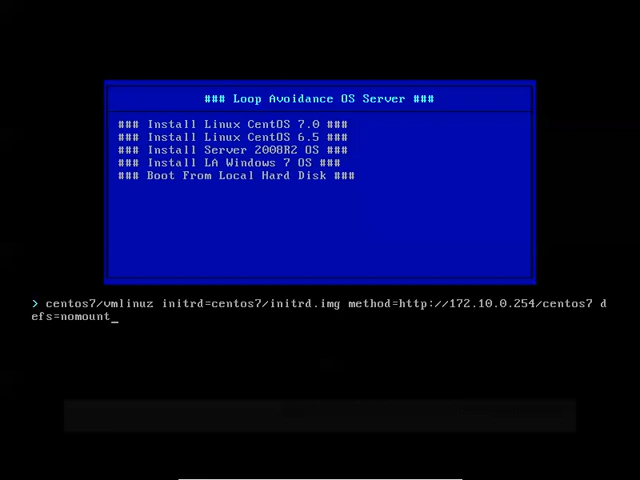 ### Loop Avoidance OS Server ###
### Install Linux CentOS 7.0 ###
### Install Linux CentOS 6.5 ###
### Install Server 2008R2 OS ###
### Install LA Windows 7 OS ###
### Boot From Local Hard Disk ###
> centos7/vmlinuz initrd=centos7/initrd.img method=http://172.10.0.254/centos7 d
efs=nomount_